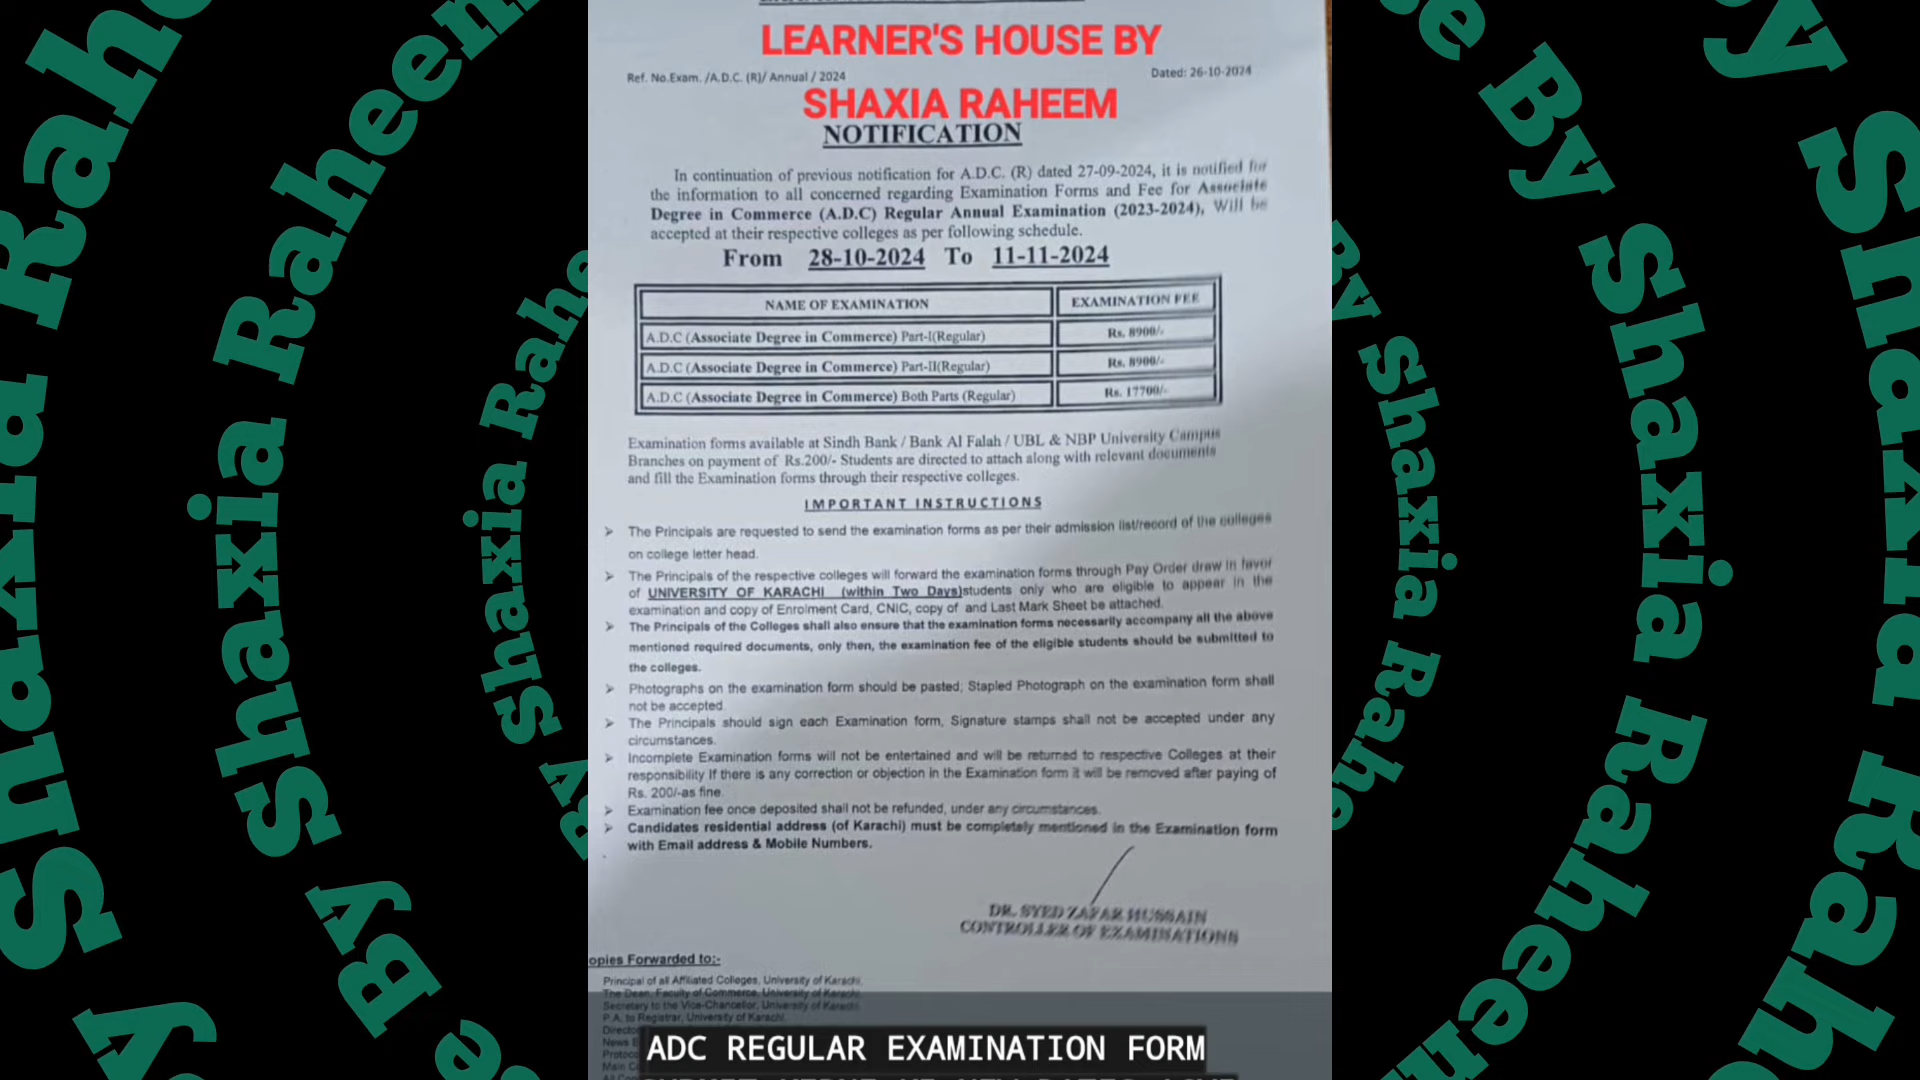 LEARNER'S HOUSE BY
Ref. No.Exam. /A.D.C. (R)/ Annual / 2024
Dated: 26-10-2024
SHAXIA RAHEEM
NOTIFICATION
In continuation of previous notification for A.D.C. (R) dated 27-09-2024, it is notified for
the information to all concerned regarding Examination Forms and Fee for Associate
Degree in Commerce (A.D.C) Regular Annual Examination (2023-2024), Will be
accepted at their respective colleges as per following schedule.
From 28-10-2024 To 11-11-2024
NAME OF EXAMINATION EXAMINATION FEE
A.D.C (Associate Degree in Commerce) Part-I(Regular) Rs. 8900/-
A.D.C (Associate Degree in Commerce) Part-II(Regular) Rs. 8900/-
A.D.C (Associate Degree in Commerce) Both Parts (Regular) Rs. 17700/-
Examination forms available at Sindh Bank / Bank Al Falah / UBL & NBP University Campus
Branches on payment of Rs.200/- Students are directed to attach along with relevant documents
and fill the Examination forms through their respective colleges.
IMPORTANT INSTRUCTIONS
➢ The Principals are requested to send the examination forms as per their admission list/record of the colleges
on college letter head.
➢ The Principals of the respective colleges will forward the examination forms through Pay Order draw in favor
of UNIVERSITY OF KARACHI (within Two Days)students only who are eligible to appear in the
examination and copy of Enrolment Card, CNIC, copy of and Last Mark Sheet be attached.
➢ The Principals of the Colleges shall also ensure that the examination forms necessarily accompany all the above
mentioned required documents, only then, the examination fee of the eligible students should be submitted to
the colleges.
➢ Photographs on the examination form should be pasted; Stapled Photograph on the examination form shall
not be accepted.
➢ The Principals should sign each Examination form, Signature stamps shall not be accepted under any
circumstances.
➢ Incomplete Examination forms will not be entertained and will be returned to respective Colleges at their
responsibility If there is any correction or objection in the Examination form it will be removed after paying of
Rs. 200/-as fine.
➢ Examination fee once deposited shall not be refunded, under any circumstances.
➢ Candidates residential address (of Karachi) must be completely mentioned in the Examination form
with Email address & Mobile Numbers.
DR. SYED ZAFAR HUSSAIN
CONTROLLER OF EXAMINATIONS
opies Forwarded to:-
Principal of all Affiliated Colleges, University of Karachi.
The Dean, Faculty of Commerce, University of Karachi
Secretary to the Vice-Chancellor, University of Karachi
P.A. to Registrar, University of Karachi.
ADC REGULAR EXAMINATION FORM
Shaxia Raheem
By Shaxia Raheem
By Shaxia Rahe
By Shaxia Rahe
By Shaxia Raheem
Shaxia Ra